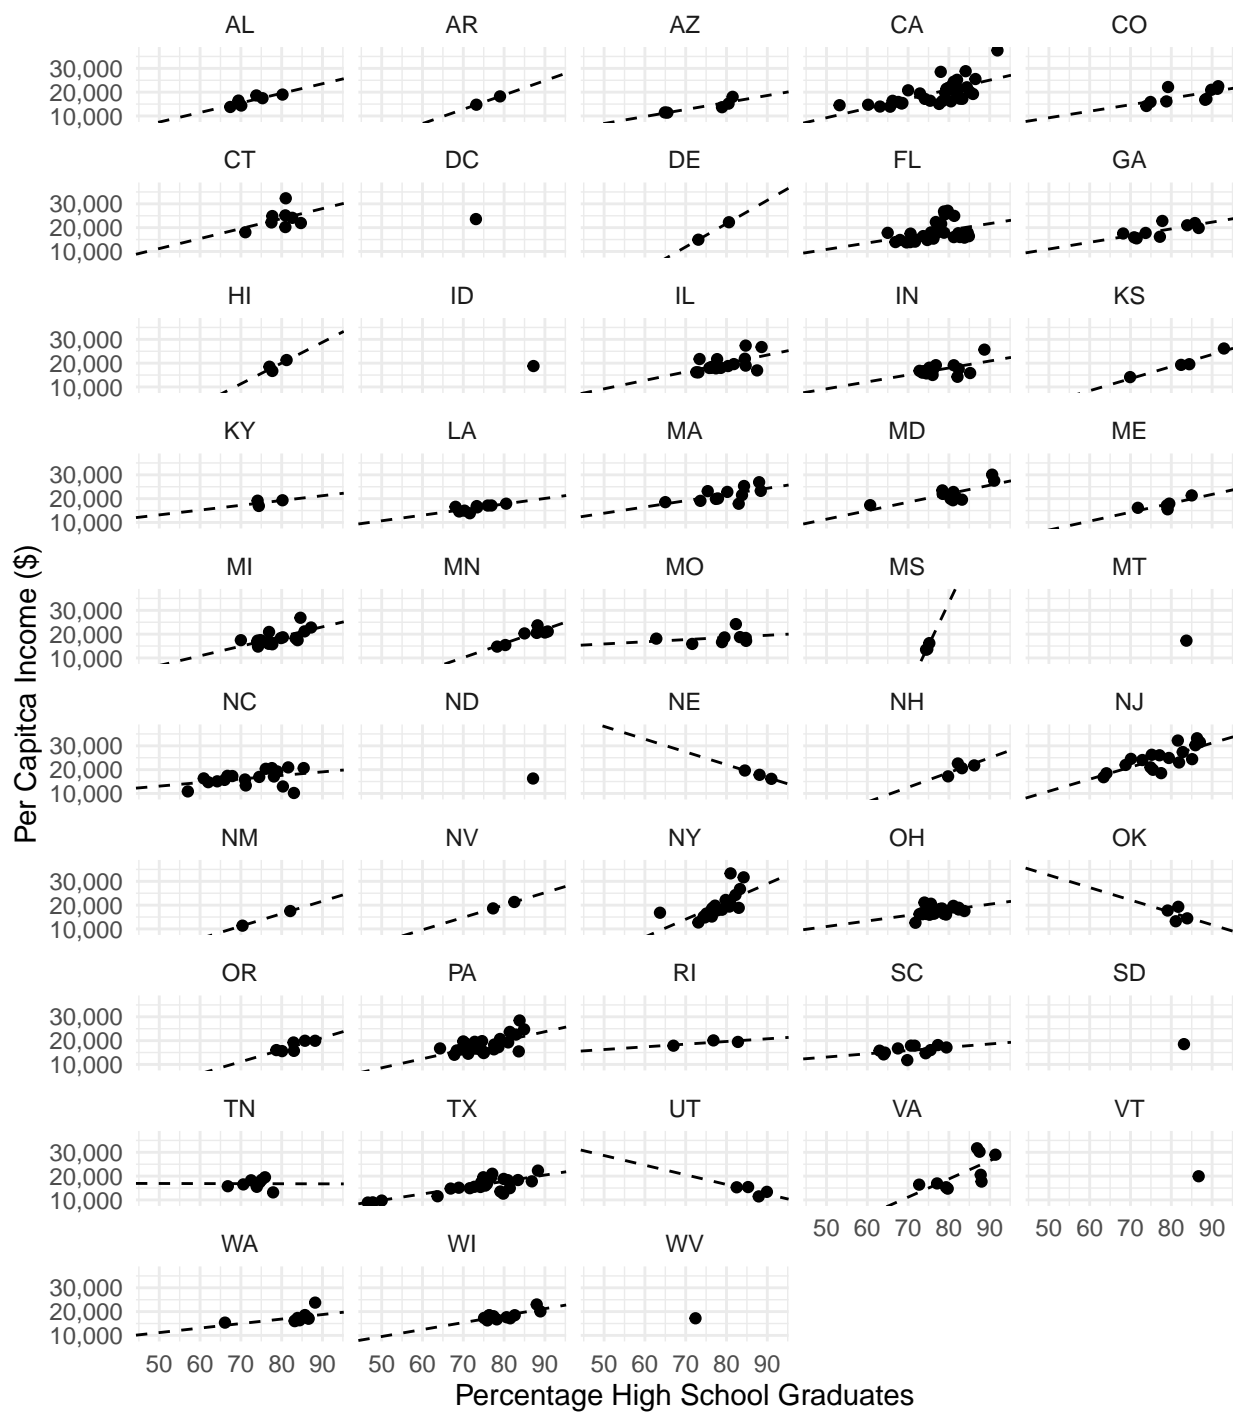 AL AR AZ CA CO
30,000
20,000
10,000
CT DC DE FL GA
30,000
20,000
10,000
HI ID IL IN KS
30,000
20,000
10,000
KY LA MA MD ME
30,000
20,000
10,000
Per Capitca Income ($)
MI MN MO MS MT
30,000
20,000
10,000
NC ND NE NH NJ
30,000
20,000
10,000
NM NV NY OH OK
30,000
20,000
10,000
OR PA RI SC SD
30,000
20,000
10,000
TN TX UT VA VT
30,000
20,000
10,000
50 60 70 80 90 50 60 70 80 90
WA WI WV
30,000
20,000
10,000
50 60 70 80 90 50 60 70 80 90 50 60 70 80 90
Percentage High School Graduates